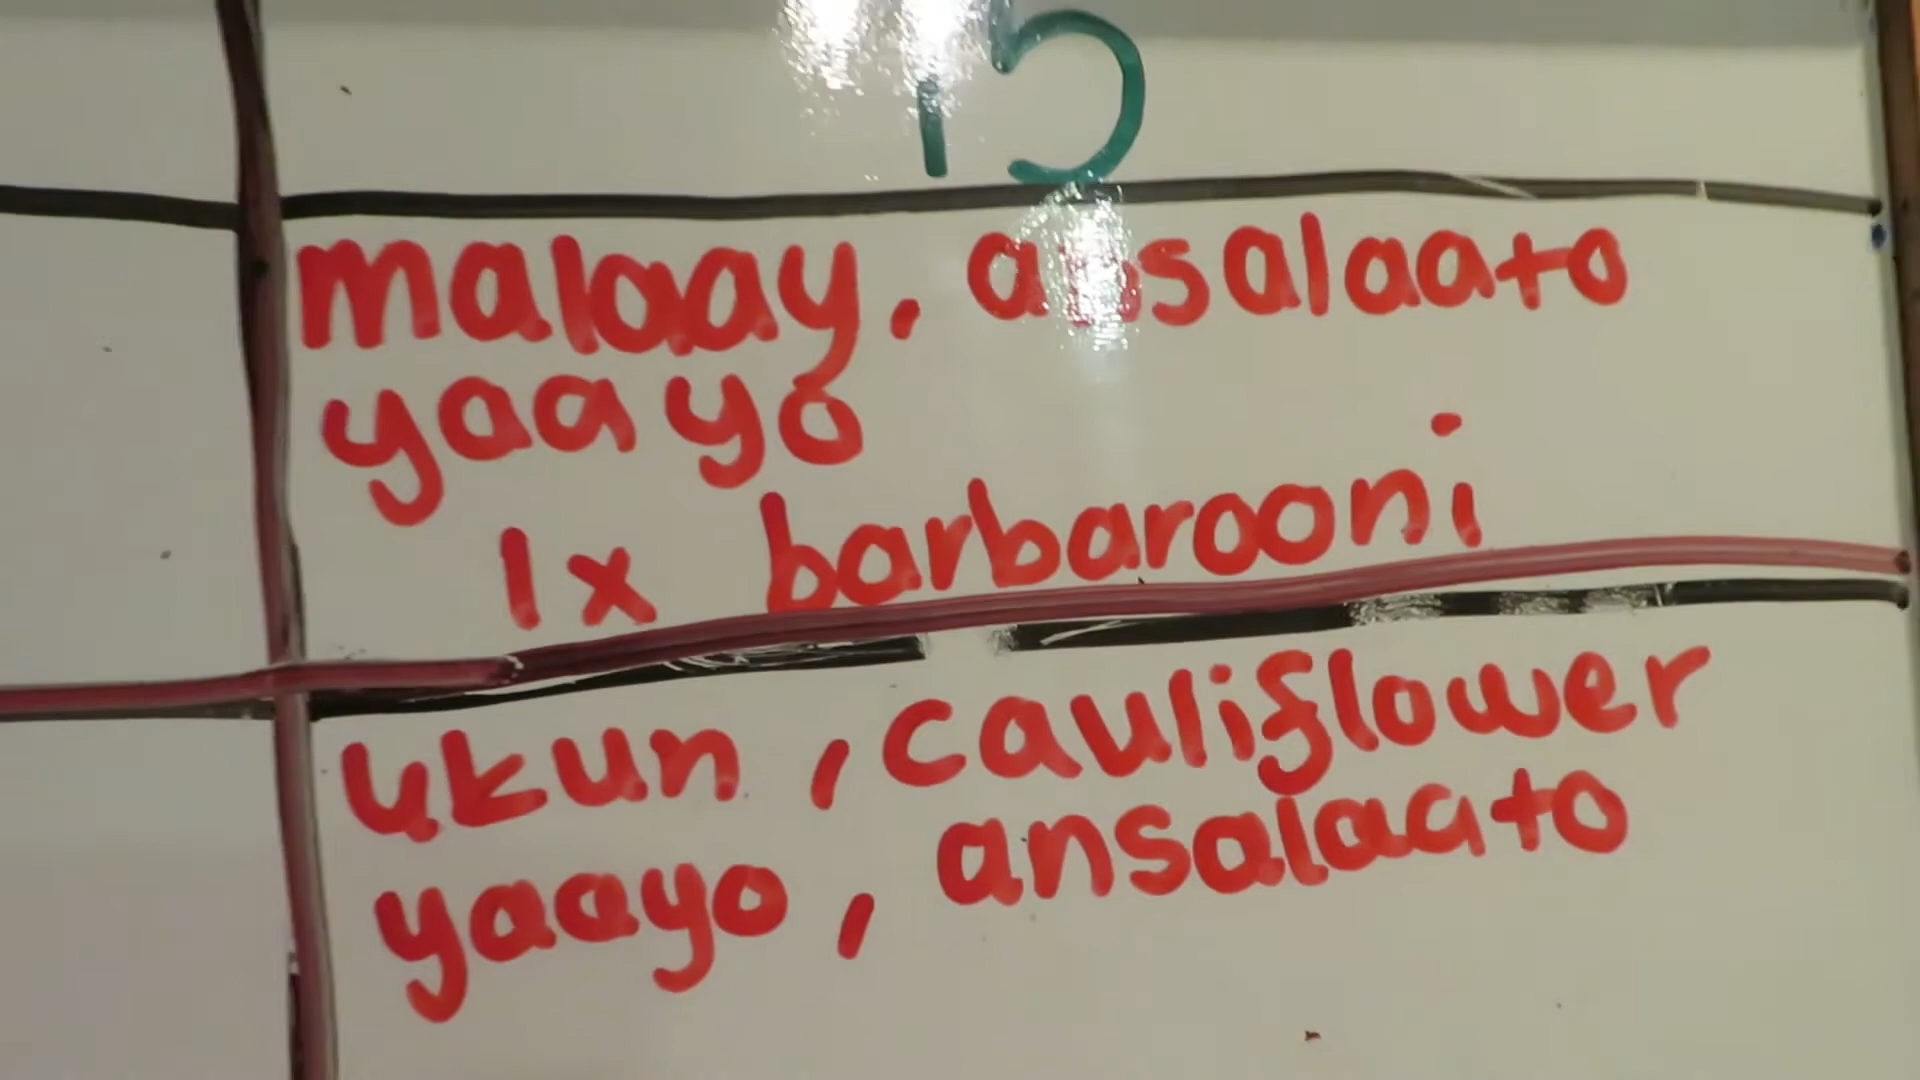 15
malaay, ansalaato
yaayo
1x barbarooni
ukun, cauliflower
yaayo, ansalaato